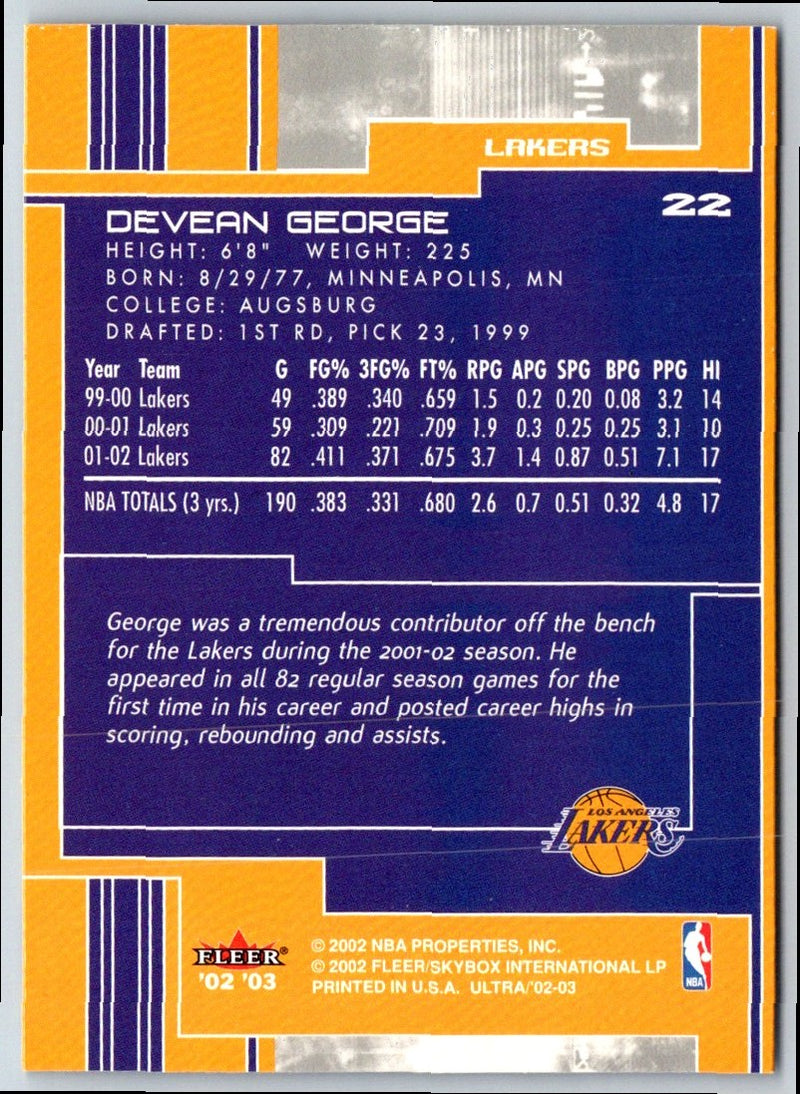 LAKERS
22
DEVEAN GEORGE
HEIGHT: 6'8" WEIGHT: 225
BORN: 8/29/77, MINNEAPOLIS, MN
COLLEGE: AUGSBURG
DRAFTED: 1ST RD, PICK 23, 1999
Year Team G FG% 3FG% FT% RPG APG SPG BPG PPG HI
99-00 Lakers 49 .389 .340 .659 1.5 0.2 0.20 0.08 3.2 14
00-01 Lakers 59 .309 .221 .709 1.9 0.3 0.25 0.25 3.1 10
01-02 Lakers 82 .411 .371 .675 3.7 1.4 0.87 0.51 7.1 17
NBA TOTALS (3 yrs.) 190 .383 .331 .680 2.6 0.7 0.51 0.32 4.8 17
George was a tremendous contributor off the bench
for the Lakers during the 2001-02 season. He
appeared in all 82 regular season games for the
first time in his career and posted career highs in
scoring, rebounding and assists.
LOS ANGELES
LAKERS
FLEER®
'02 '03
© 2002 NBA PROPERTIES, INC.
© 2002 FLEER/SKYBOX INTERNATIONAL LP
PRINTED IN U.S.A. ULTRA/'02-03
NBA